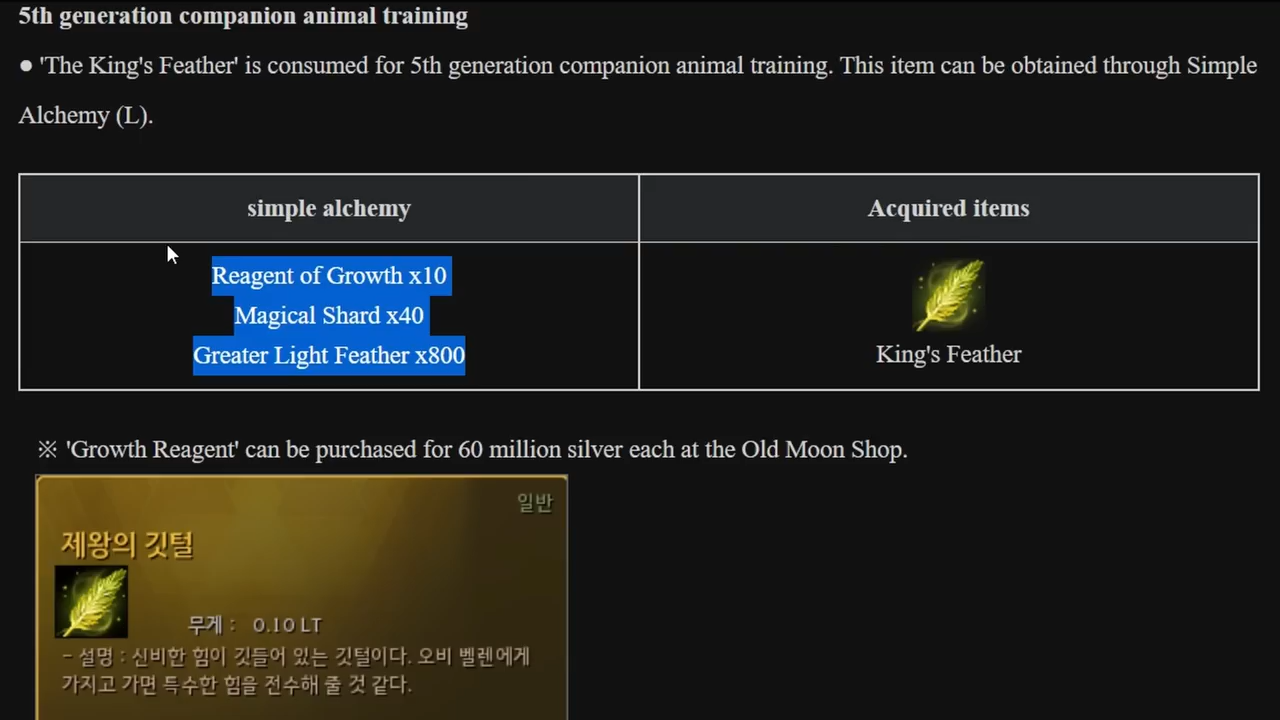 5th generation companion animal training
● 'The King's Feather' is consumed for 5th generation companion animal training. This item can be obtained through Simple
Alchemy (L).
simple alchemy
Acquired items
Reagent of Growth x10
Magical Shard x40
Greater Light Feather x800
King's Feather
※ 'Growth Reagent' can be purchased for 60 million silver each at the Old Moon Shop.
일반
제왕의 깃털
무게 : 0.10 LT
- 설명 : 신비한 힘이 깃들어 있는 깃털이다. 오비 벨렌에게
가지고 가면 특수한 힘을 전수해 줄 것 같다.